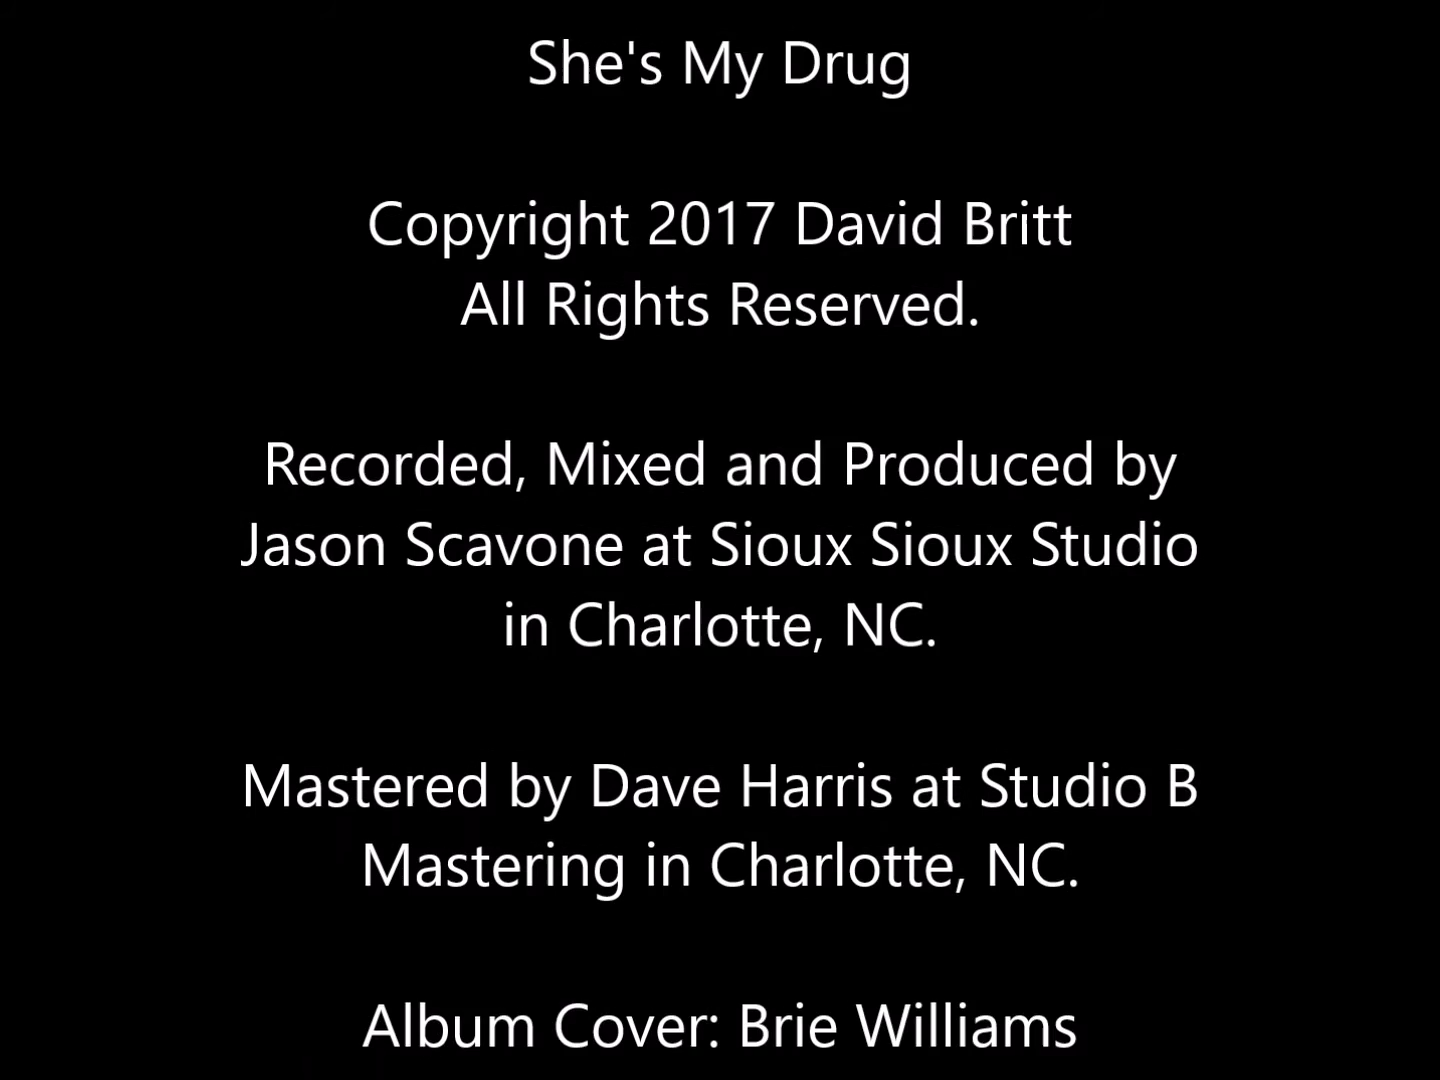 She's My Drug
Copyright 2017 David Britt
All Rights Reserved.
Recorded, Mixed and Produced by
Jason Scavone at Sioux Sioux Studio
in Charlotte, NC.
Mastered by Dave Harris at Studio B
Mastering in Charlotte, NC.
Album Cover: Brie Williams